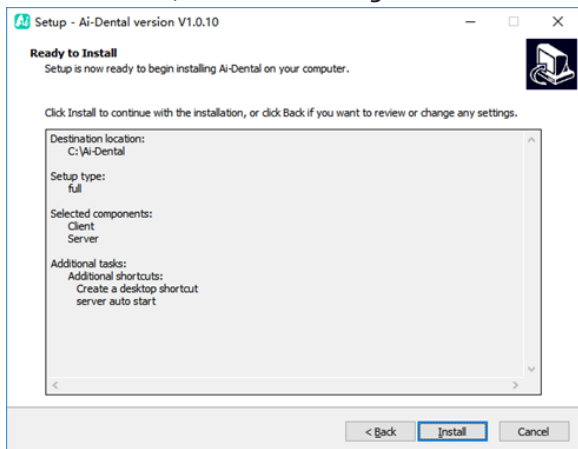 Ai Setup - Ai-Dental version V1.0.10
Ready to Install
Setup is now ready to begin installing Ai-Dental on your computer.
Click Install to continue with the installation, or click Back if you want to review or change any settings.
Destination location:
C:\Ai-Dental
Setup type:
full
Selected components:
Client
Server
Additional tasks:
Additional shortcuts:
Create a desktop shortcut
server auto start
< Back Install Cancel